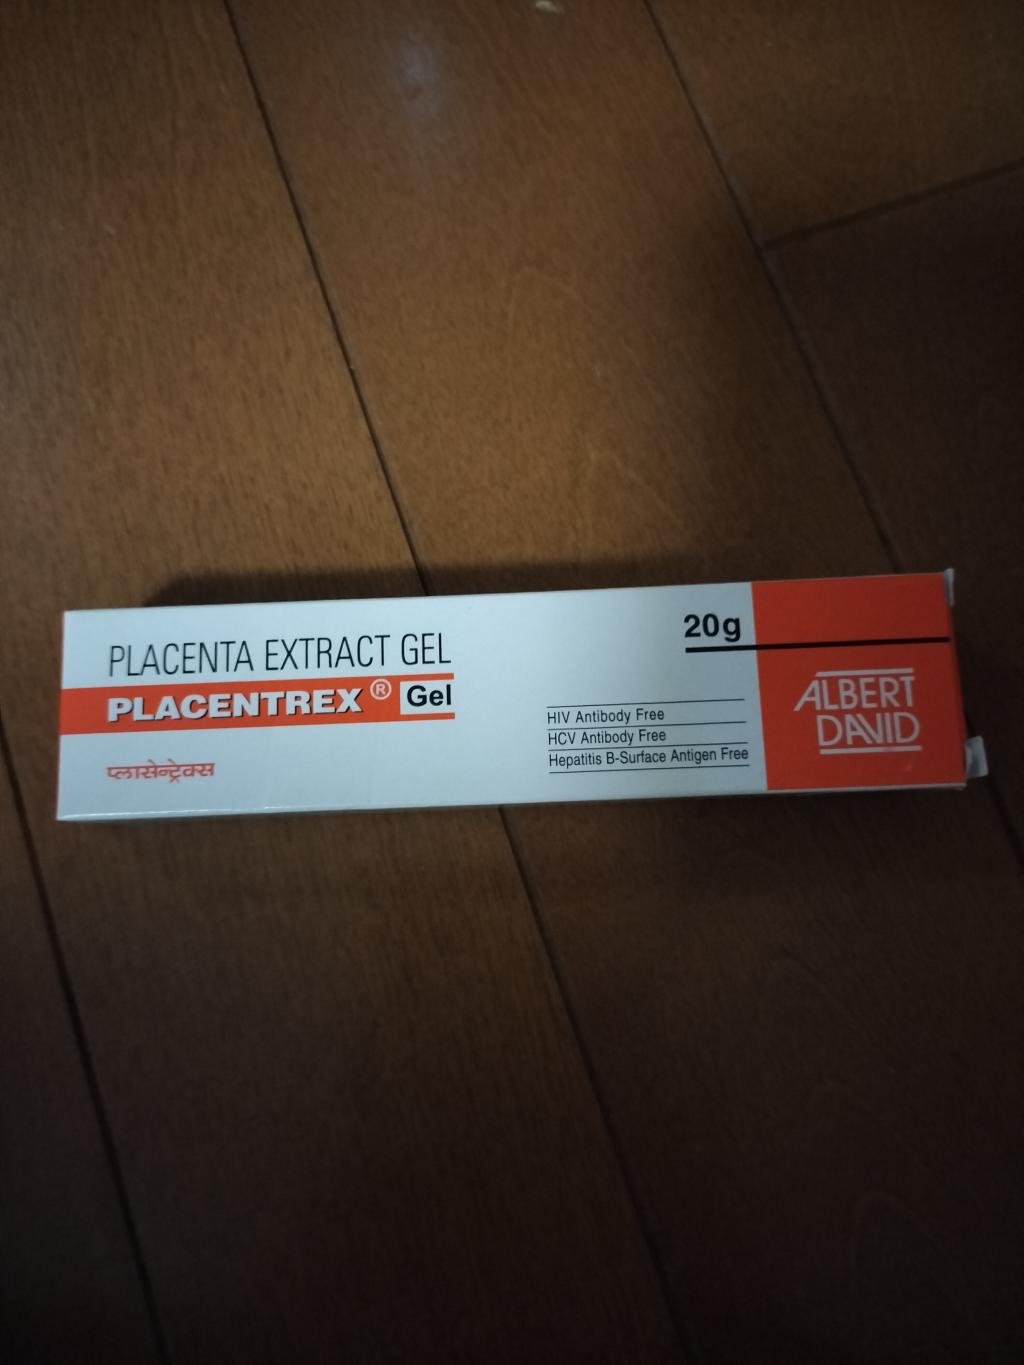 PLACENTA EXTRACT GEL
PLACENTREX® Gel
प्लासेन्ट्रेक्स
20g
HIV Antibody Free
HCV Antibody Free
Hepatitis B-Surface Antigen Free
ALBERT
DAVID